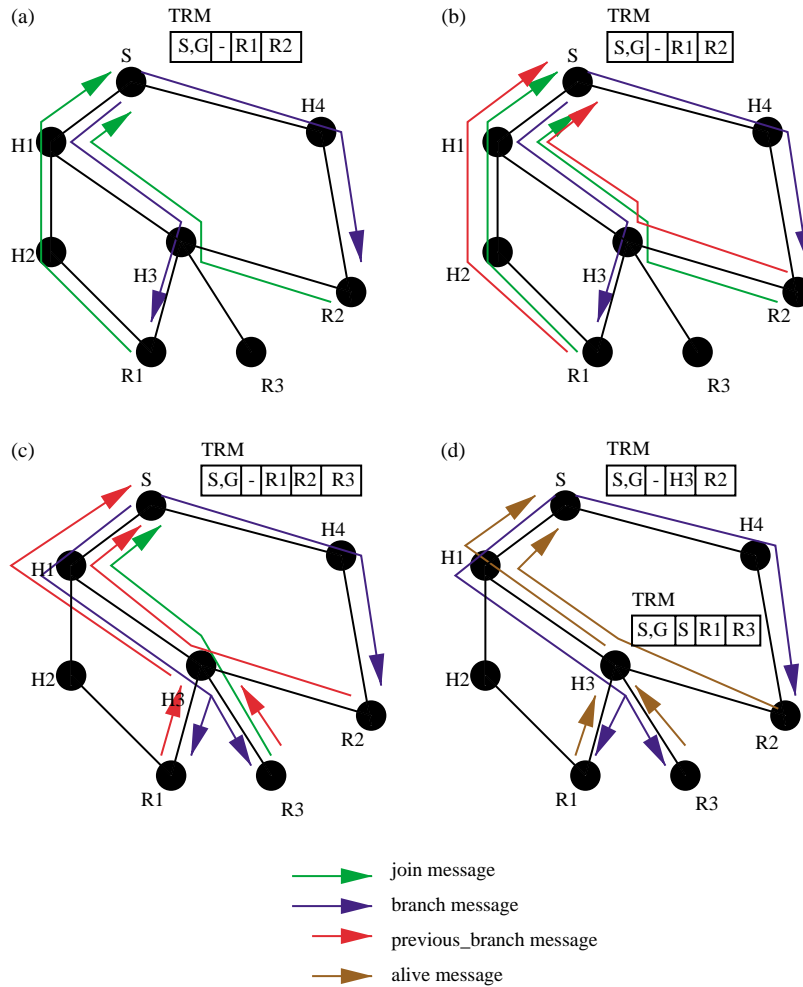 (a)
TRM
S,G - R1 R2
S
H4
H1
H2
H3
R2
R1
R3
(b)
TRM
S,G - R1 R2
S
H4
H1
H2
H3
R2
R1
R3
(c)
TRM
S,G - R1 R2 R3
S
H4
H1
H2
H3
R2
R1
R3
(d)
TRM
S,G - H3 R2
S
H4
H1
TRM
S,G S R1 R3
H2
H3
R2
R1
R3
join message
branch message
previous_branch message
alive message